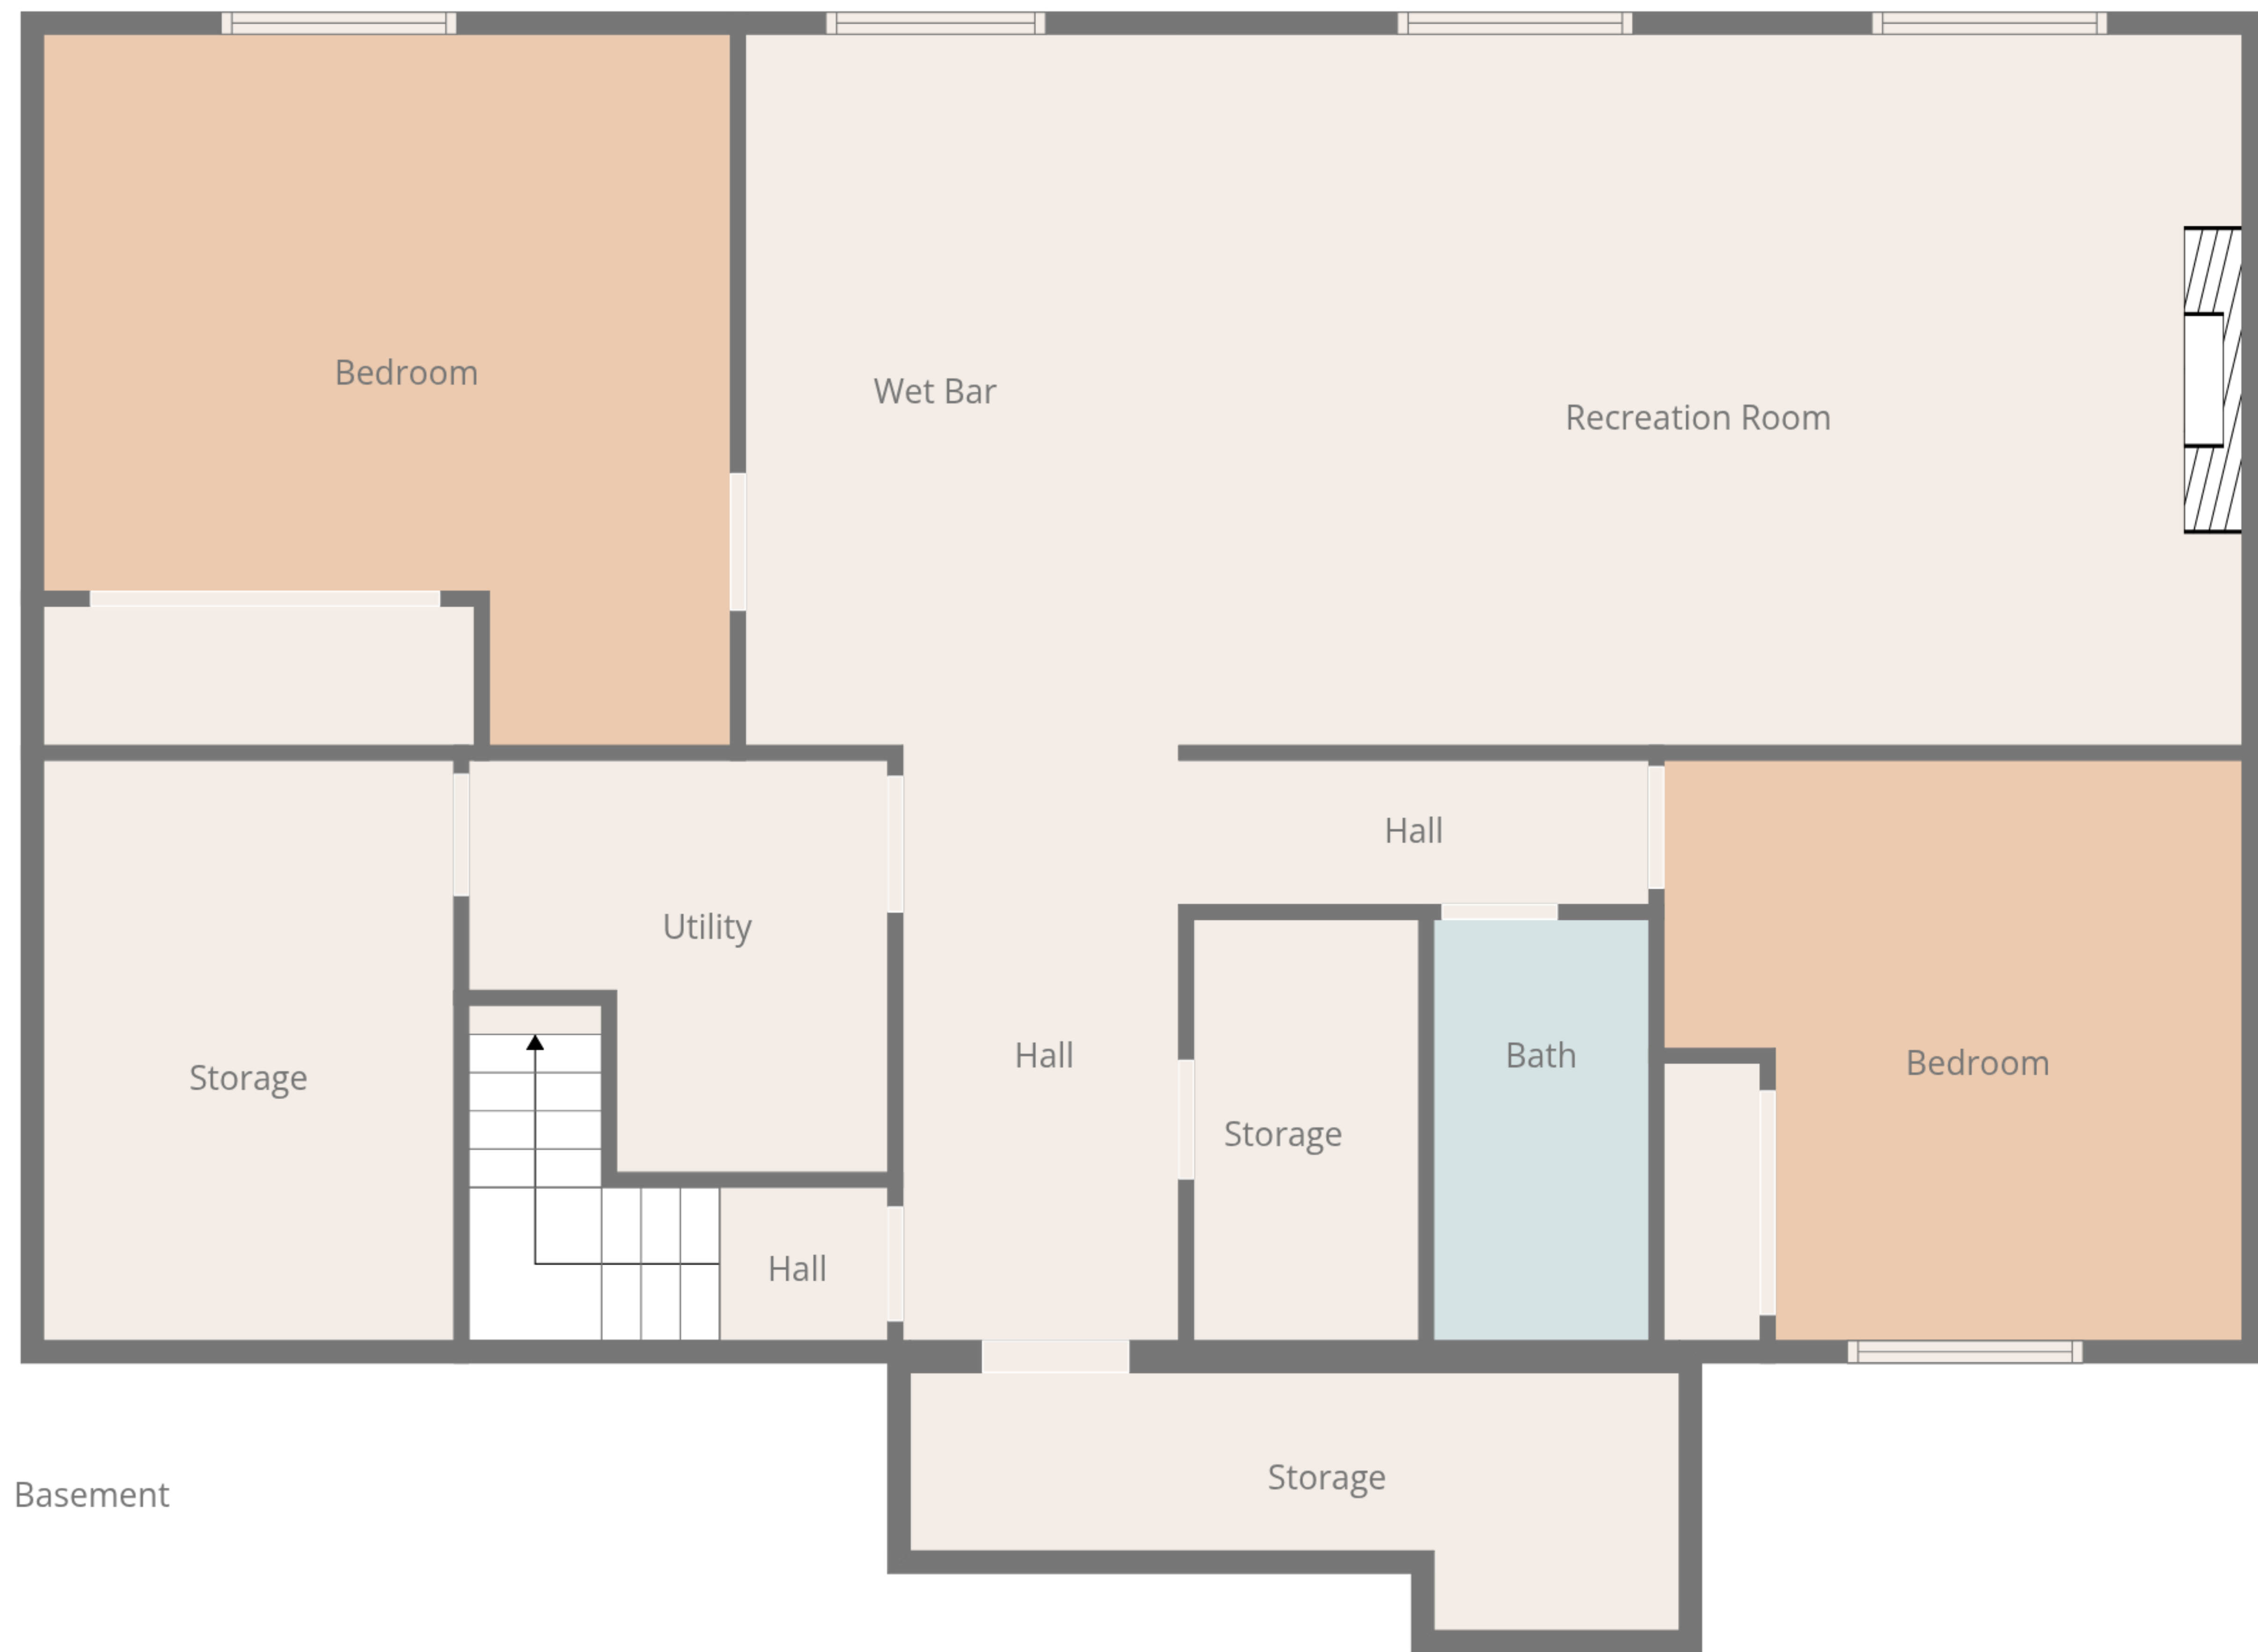 Bedroom
Wet Bar
Recreation Room
Hall
Utility
Storage
Hall
Bath
Bedroom
Storage
Hall
Storage
Basement